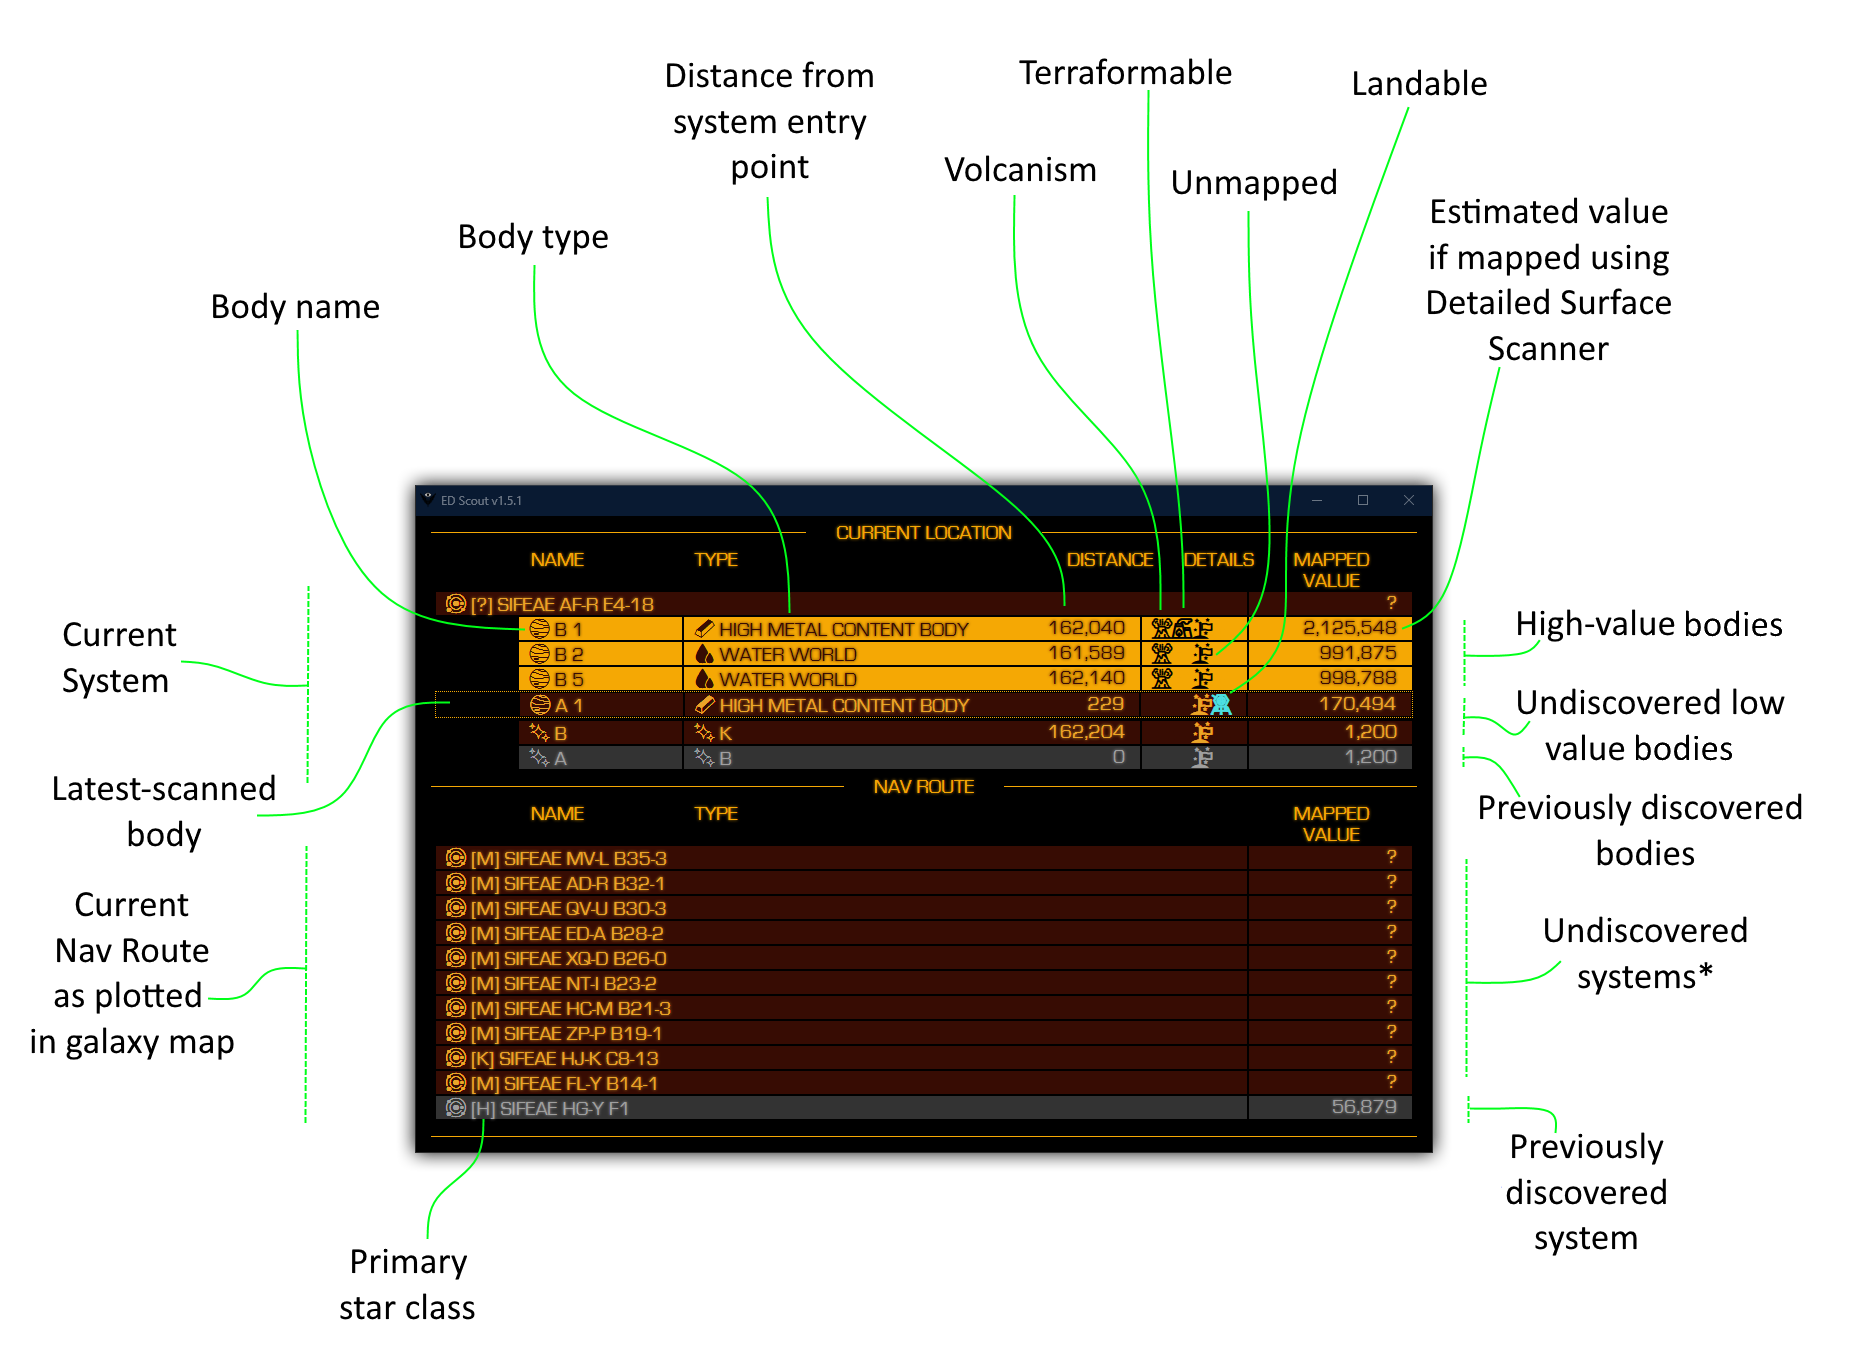 Distance from
system entry
point
Terraformable
Landable
Volcanism
Unmapped
Estimated value
if mapped using
Detailed Surface
Scanner
Body type
Body name
ED Scout v1.5.1
CURRENT LOCATION
NAME TYPE DISTANCE DETAILS MAPPED
VALUE
[?] SIFEAE AF-R E4-18 ?
B 1 HIGH METAL CONTENT BODY 162,040 2,125,548
B 2 WATER WORLD 161,589 991,875
B 5 WATER WORLD 162,140 998,788
A 1 HIGH METAL CONTENT BODY 229 170,494
B K 162,204 1,200
A B 0 1,200
NAV ROUTE
NAME TYPE MAPPED
VALUE
[M] SIFEAE MV-L B35-3 ?
[M] SIFEAE AD-R B32-1 ?
[M] SIFEAE QV-U B30-3 ?
[M] SIFEAE ED-A B28-2 ?
[M] SIFEAE XQ-D B26-0 ?
[M] SIFEAE NT-I B23-2 ?
[M] SIFEAE HC-M B21-3 ?
[M] SIFEAE ZP-P B19-1 ?
[K] SIFEAE HJ-K C8-13 ?
[M] SIFEAE FL-Y B14-1 ?
[H] SIFEAE HG-Y F1 56,879
Current
System
Latest-scanned
body
Current
Nav Route
as plotted
in galaxy map
Primary
star class
High-value bodies
Undiscovered low
value bodies
Previously discovered
bodies
Undiscovered
systems*
Previously
discovered
system